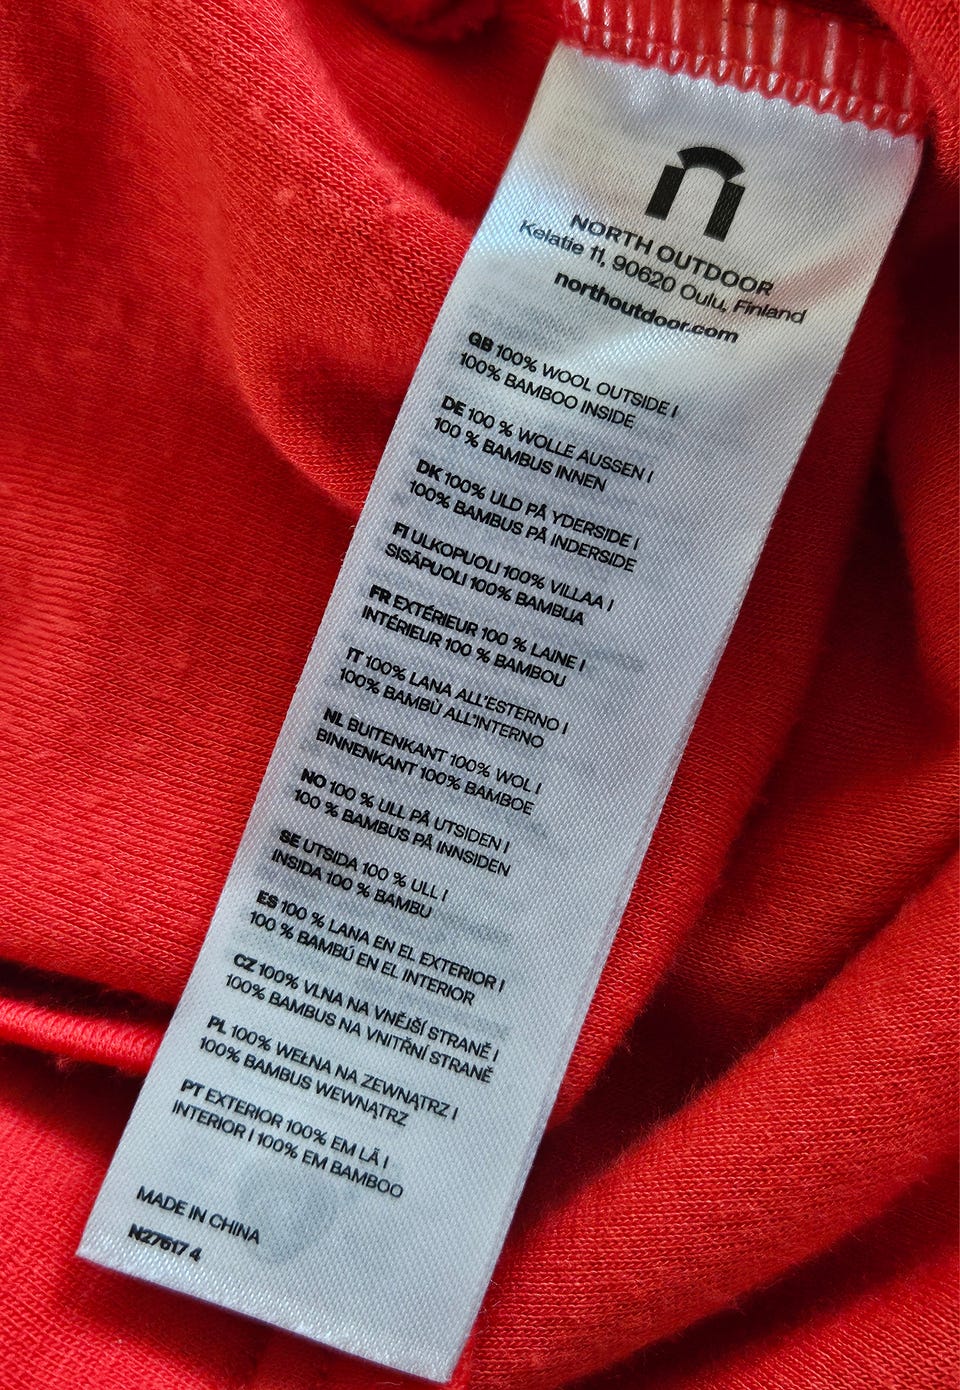 NORTH OUTDOOR
Kelatie 11, 90620 Oulu, Finland
northoutdoor.com
GB 100% WOOL OUTSIDE |
100% BAMBOO INSIDE
DE 100 % WOLLE AUSSEN |
100 % BAMBUS INNEN
DK 100% ULD PÅ YDERSIDE |
100% BAMBUS PÅ INDERSIDE
FI ULKOPUOLI 100% VILLAA |
SISÄPUOLI 100% BAMBUA
FR EXTÉRIEUR 100 % LAINE |
INTÉRIEUR 100 % BAMBOU
IT 100% LANA ALL'ESTERNO |
100% BAMBÙ ALL'INTERNO
NL BUITENKANT 100% WOL |
BINNENKANT 100% BAMBOE
NO 100 % ULL PÅ UTSIDEN |
100 % BAMBUS PÅ INNSIDEN
SE UTSIDA 100 % ULL |
INSIDA 100 % BAMBU
ES 100 % LANA EN EL EXTERIOR |
100 % BAMBÚ EN EL INTERIOR
CZ 100% VLNA NA VNĚJŠÍ STRANĚ |
100% BAMBUS NA VNITŘNÍ STRANĚ
PL 100% WEŁNA NA ZEWNĄTRZ |
100% BAMBUS WEWNĄTRZ
PT EXTERIOR 100% EM LÃ |
INTERIOR | 100% EM BAMBOO
MADE IN CHINA
N27617 4